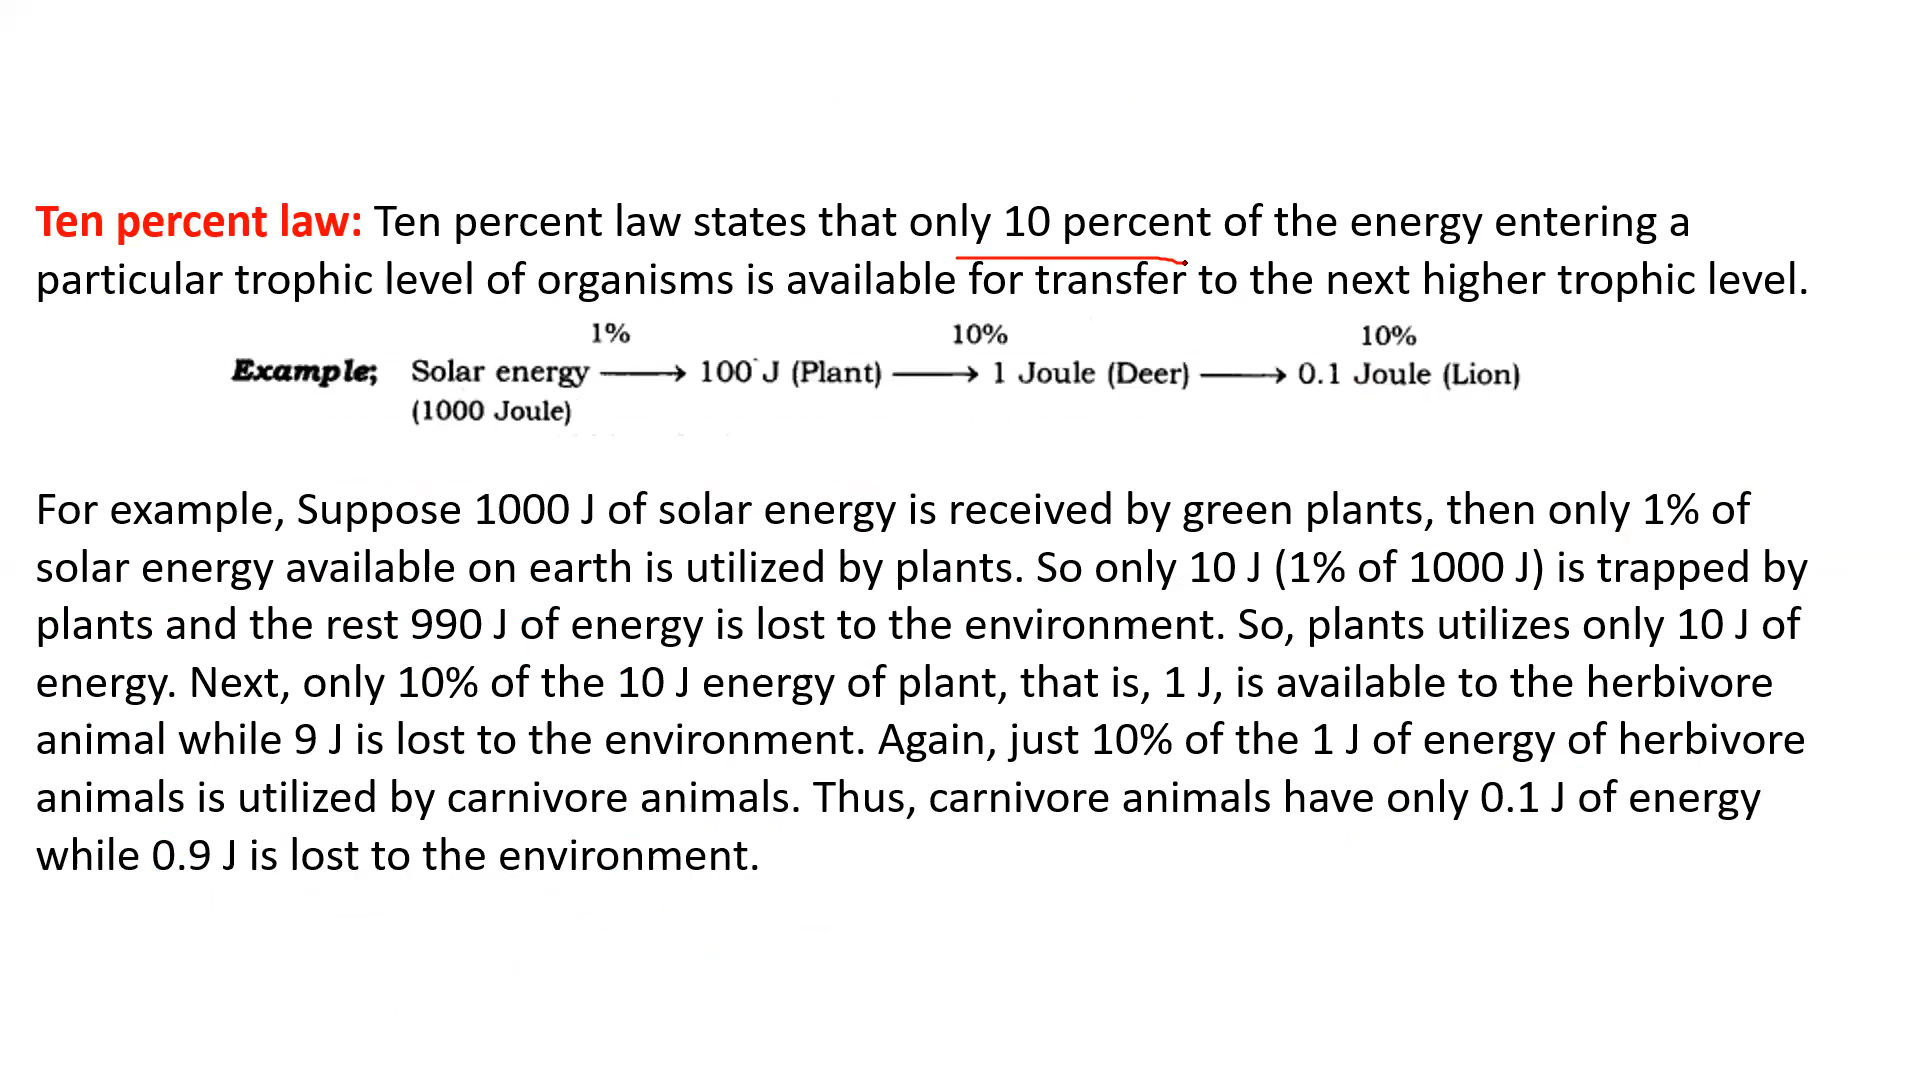 Ten percent law: Ten percent law states that only 10 percent of the energy entering a
particular trophic level of organisms is available for transfer to the next higher trophic level.
1% 10% 10%
Example; Solar energy → 100 J (Plant) → 1 Joule (Deer) → 0.1 Joule (Lion)
(1000 Joule)
For example, Suppose 1000 J of solar energy is received by green plants, then only 1% of
solar energy available on earth is utilized by plants. So only 10 J (1% of 1000 J) is trapped by
plants and the rest 990 J of energy is lost to the environment. So, plants utilizes only 10 J of
energy. Next, only 10% of the 10 J energy of plant, that is, 1 J, is available to the herbivore
animal while 9 J is lost to the environment. Again, just 10% of the 1 J of energy of herbivore
animals is utilized by carnivore animals. Thus, carnivore animals have only 0.1 J of energy
while 0.9 J is lost to the environment.